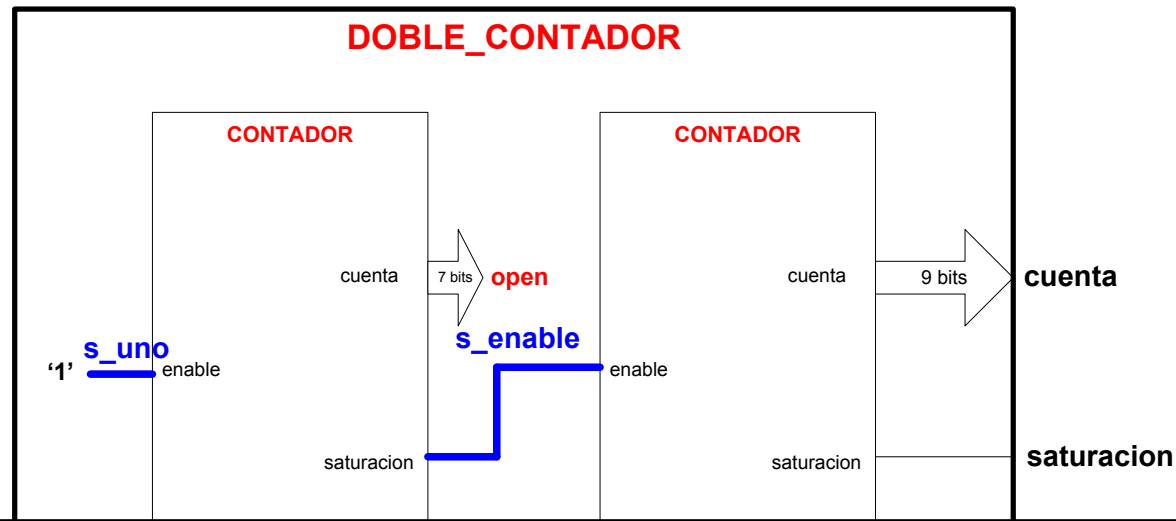 DOBLE_CONTADOR
CONTADOR
CONTADOR
cuenta
7 bits
open
cuenta
9 bits
cuenta
s_uno
s_enable
‘1’
enable
enable
saturacion
saturacion
saturacion